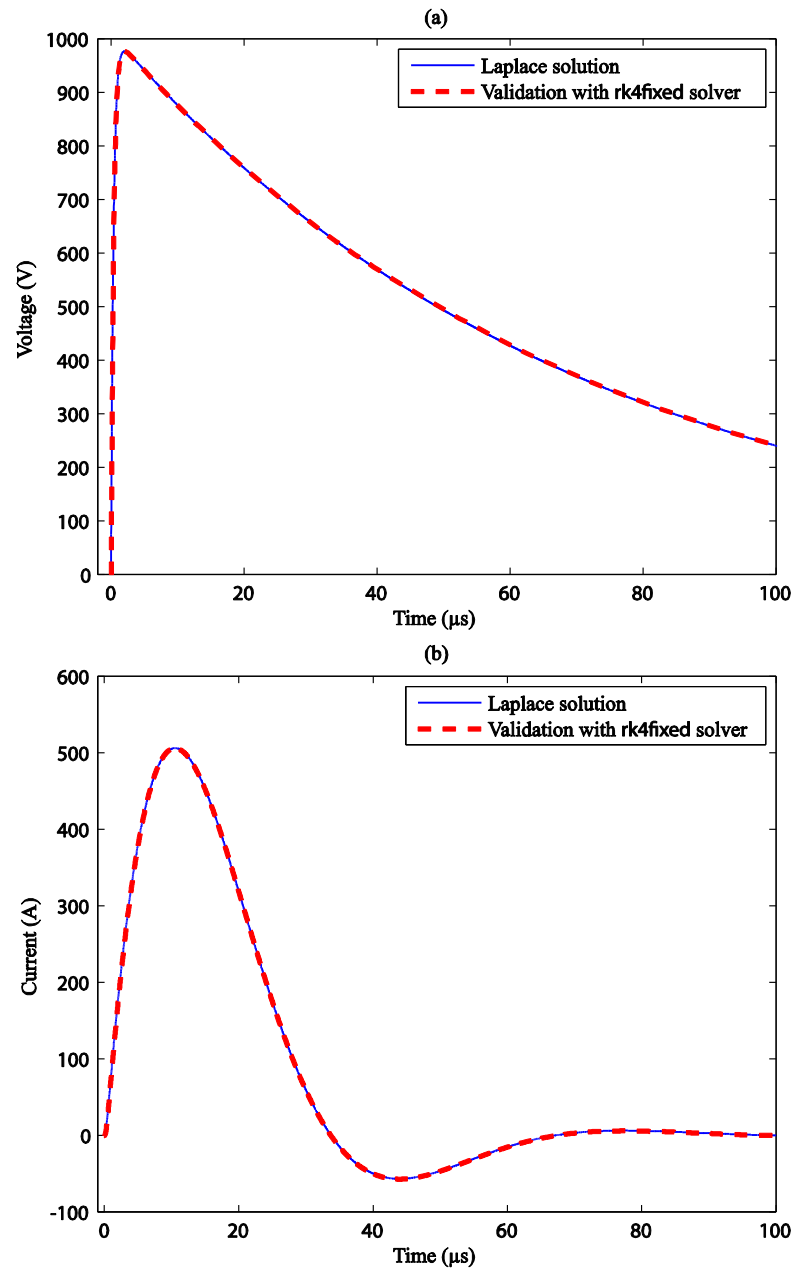 (a)
1000
900
800
700
600
500
400
300
200
100
0
Voltage (V)
Laplace solution
Validation with rk4fixed solver
0 20 40 60 80 100
Time (µs)
(b)
600
500
400
300
200
100
0
-100
Current (A)
Laplace solution
Validation with rk4fixed solver
0 20 40 60 80 100
Time (µs)